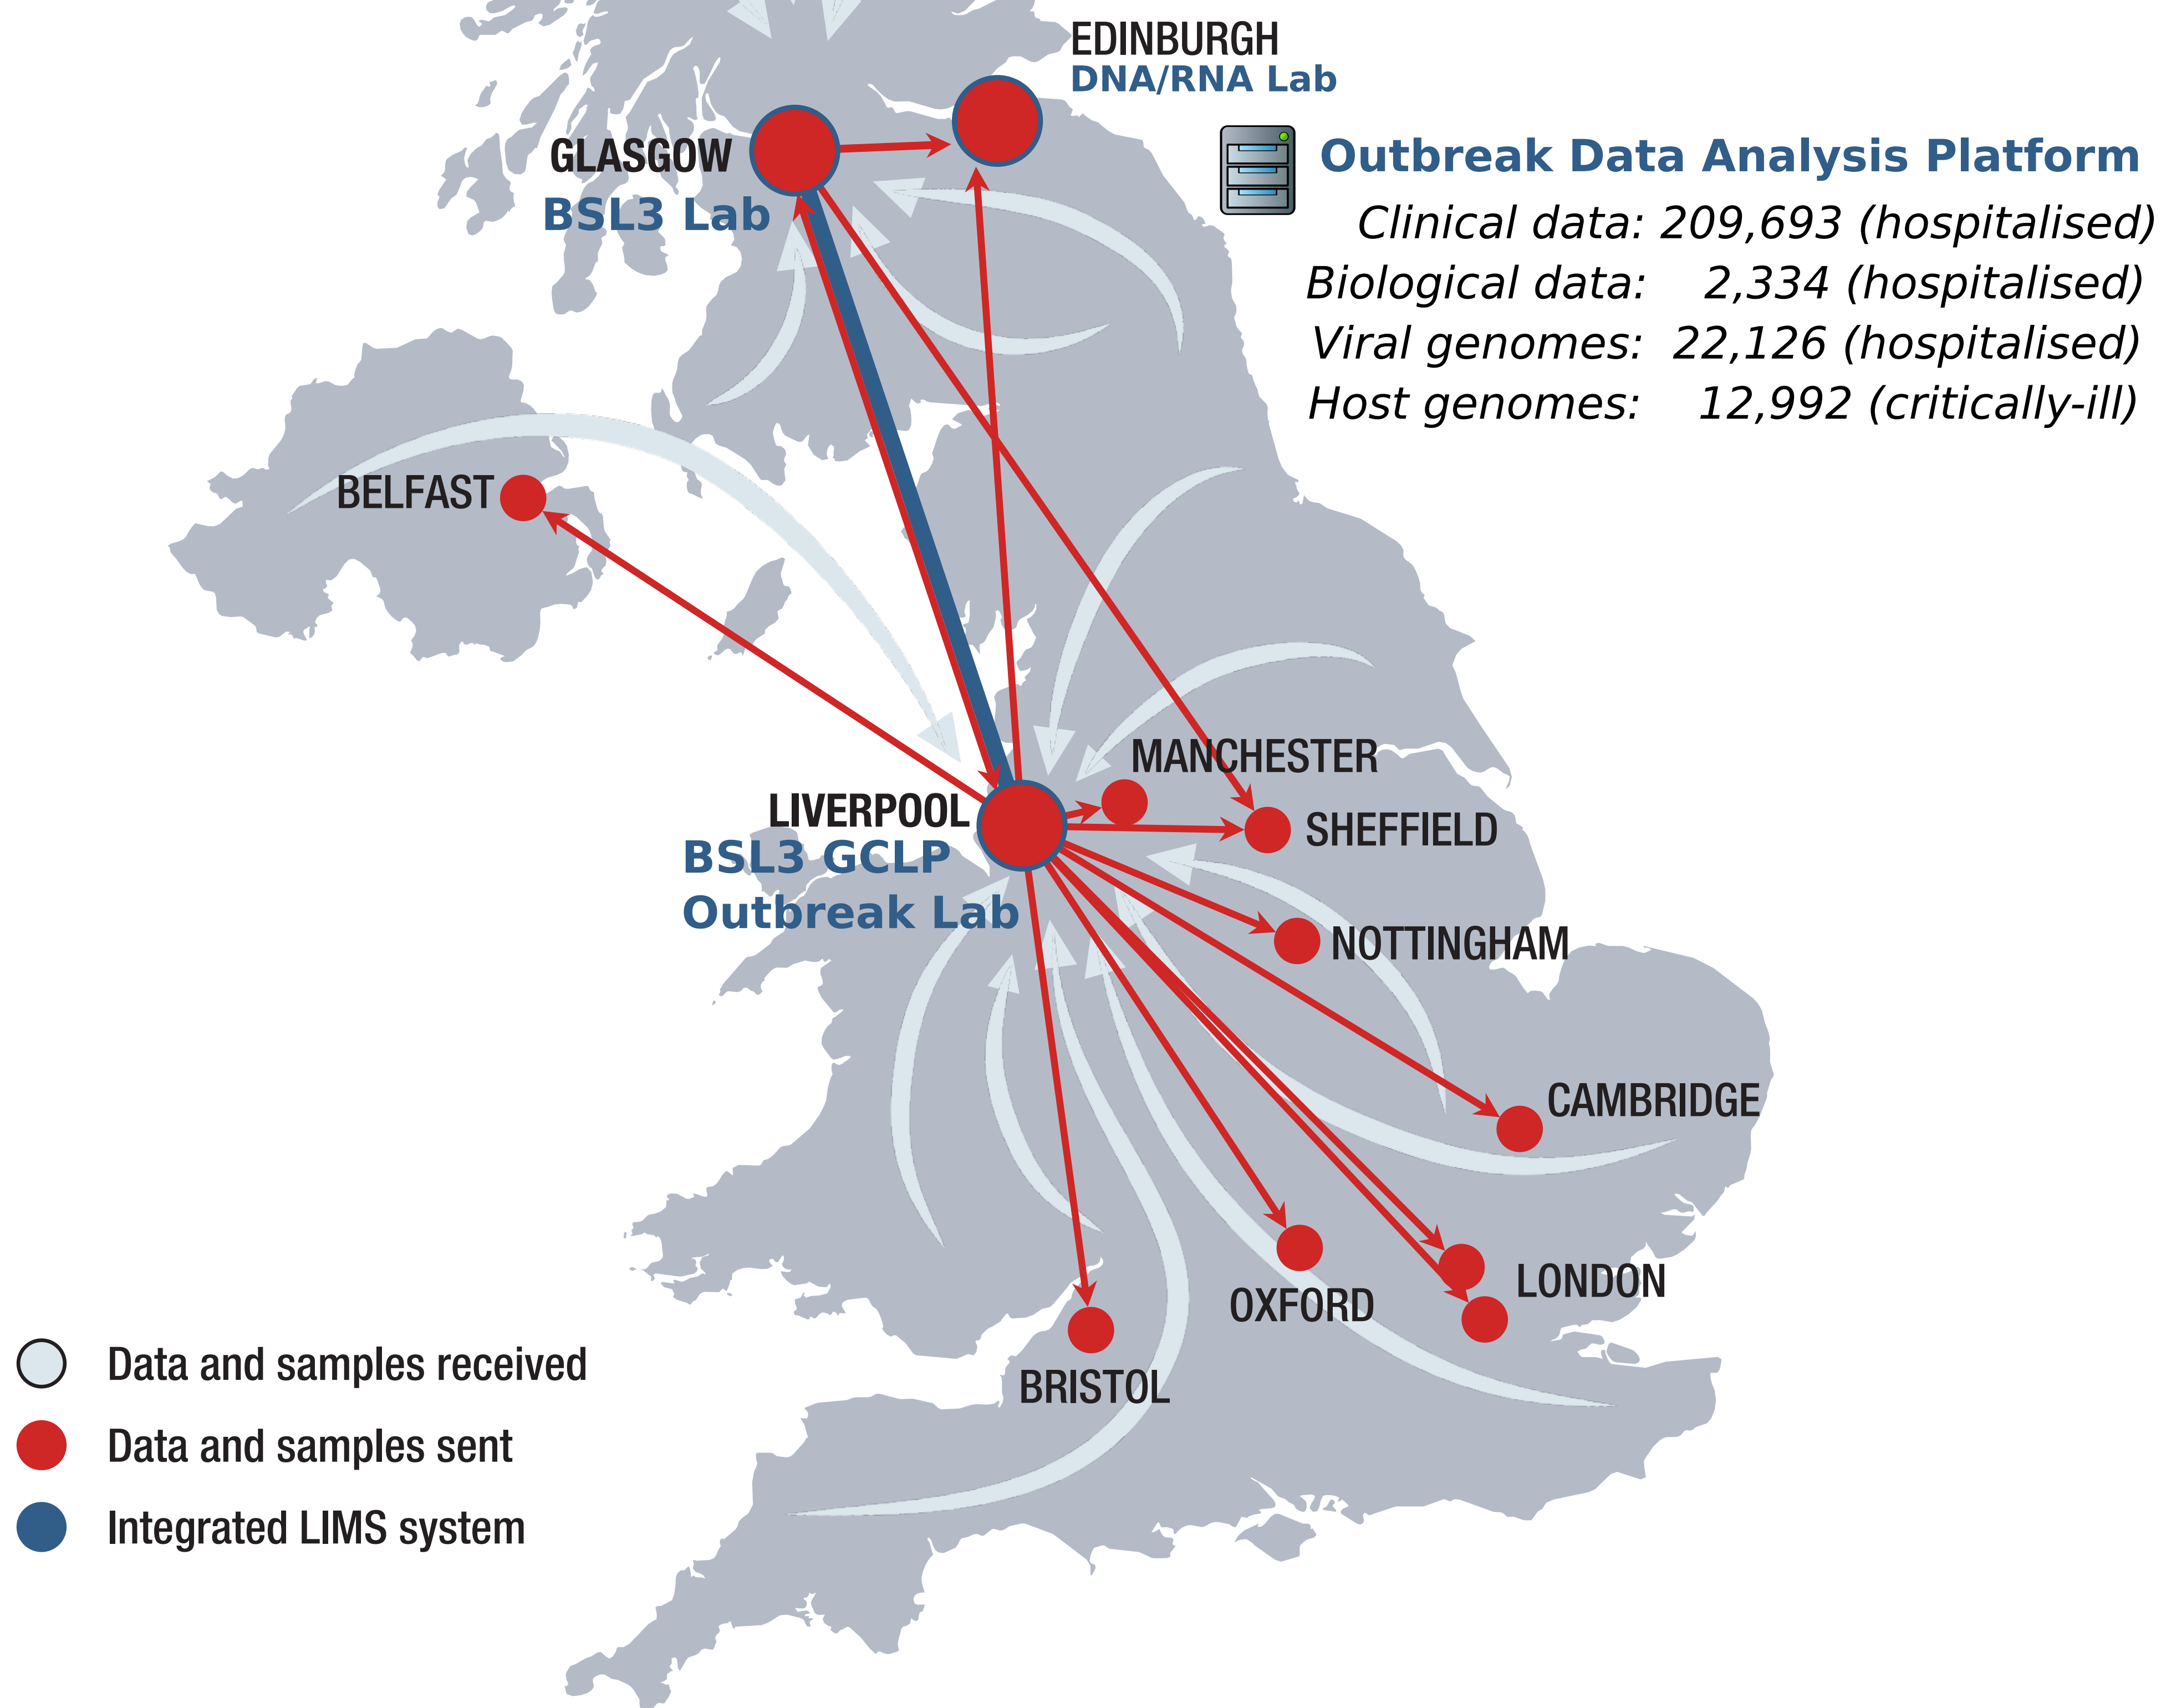 EDINBURGH
DNA/RNA Lab
GLASGOW
BSL3 Lab
Outbreak Data Analysis Platform
Clinical data: 209,693 (hospitalised)
Biological data: 2,334 (hospitalised)
Viral genomes: 22,126 (hospitalised)
Host genomes: 12,992 (critically-ill)
BELFAST
MANCHESTER
LIVERPOOL
BSL3 GCLP
Outbreak Lab
SHEFFIELD
NOTTINGHAM
CAMBRIDGE
LONDON
OXFORD
BRISTOL
Data and samples received
Data and samples sent
Integrated LIMS system